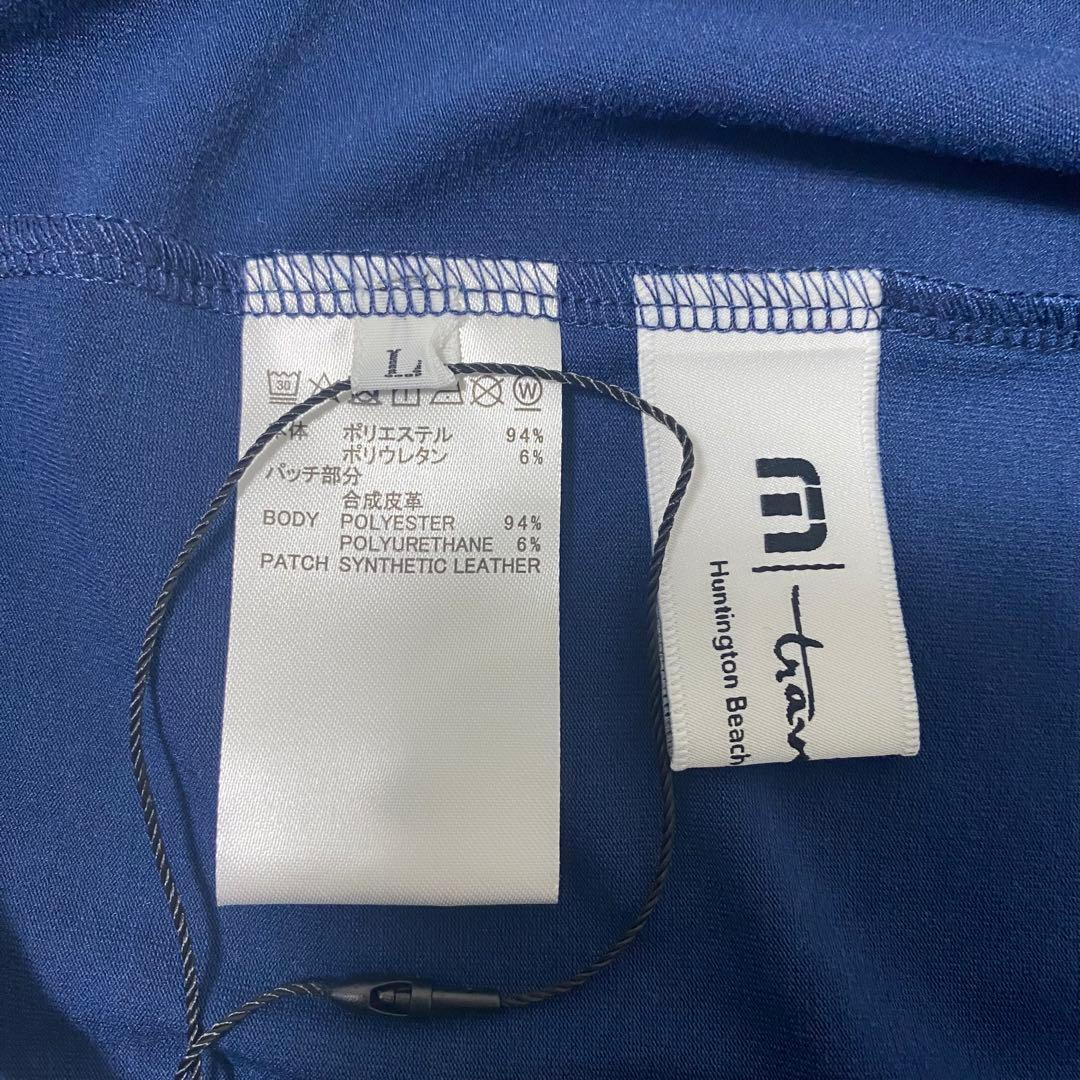 L
30
W
本体 ポリエステル 94%
ポリウレタン 6%
パッチ部分
合成皮革
BODY POLYESTER 94%
POLYURETHANE 6%
PATCH SYNTHETIC LEATHER
Huntington Beach